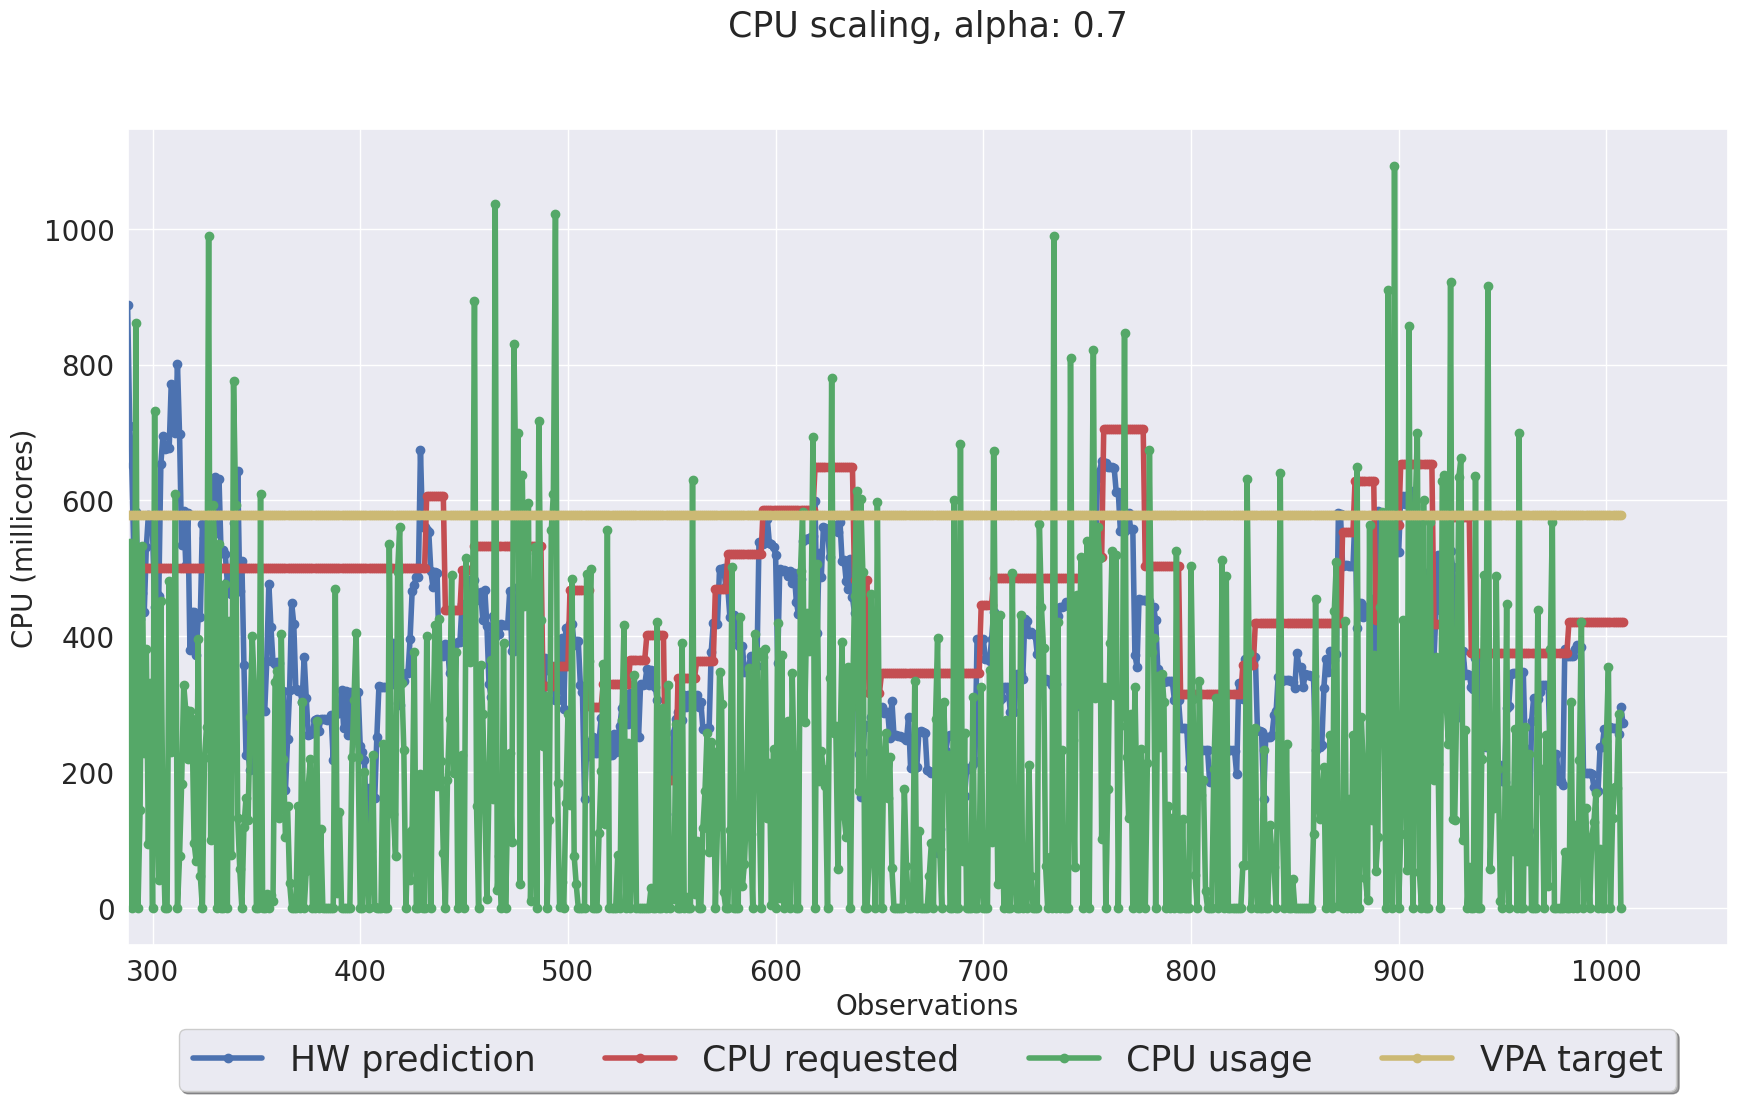 CPU scaling, alpha: 0.7
CPU (millicores)
1000
800
600
400
200
0
300 400 500 600 700 800 900 1000
Observations
HW prediction CPU requested CPU usage VPA target